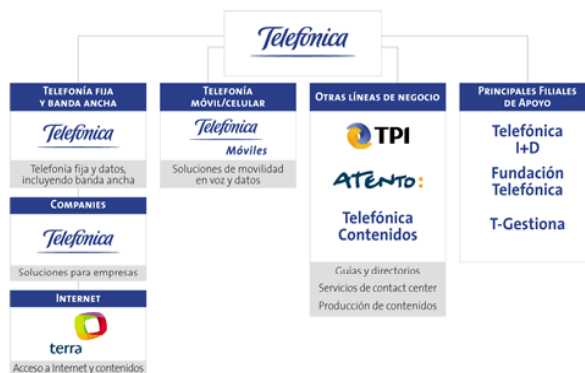 Telefónica
TELEFONÍA FIJA
Y BANDA ANCHA
Telefónica
Telefonía fija y datos,
incluyendo banda ancha
COMPANIES
Telefónica
Soluciones para empresas
INTERNET
terra
Acceso a Internet y contenidos
TELEFONÍA
MÓVIL/CELULAR
Telefónica
Móviles
Soluciones de movilidad
en voz y datos
OTRAS LÍNEAS DE NEGOCIO
TPI
ATENTO:
Telefónica
Contenidos
Guías y directorios
Servicios de contact center
Producción de contenidos
PRINCIPALES FILIALES
DE APOYO
Telefónica
I+D
Fundación
Telefónica
T-Gestiona